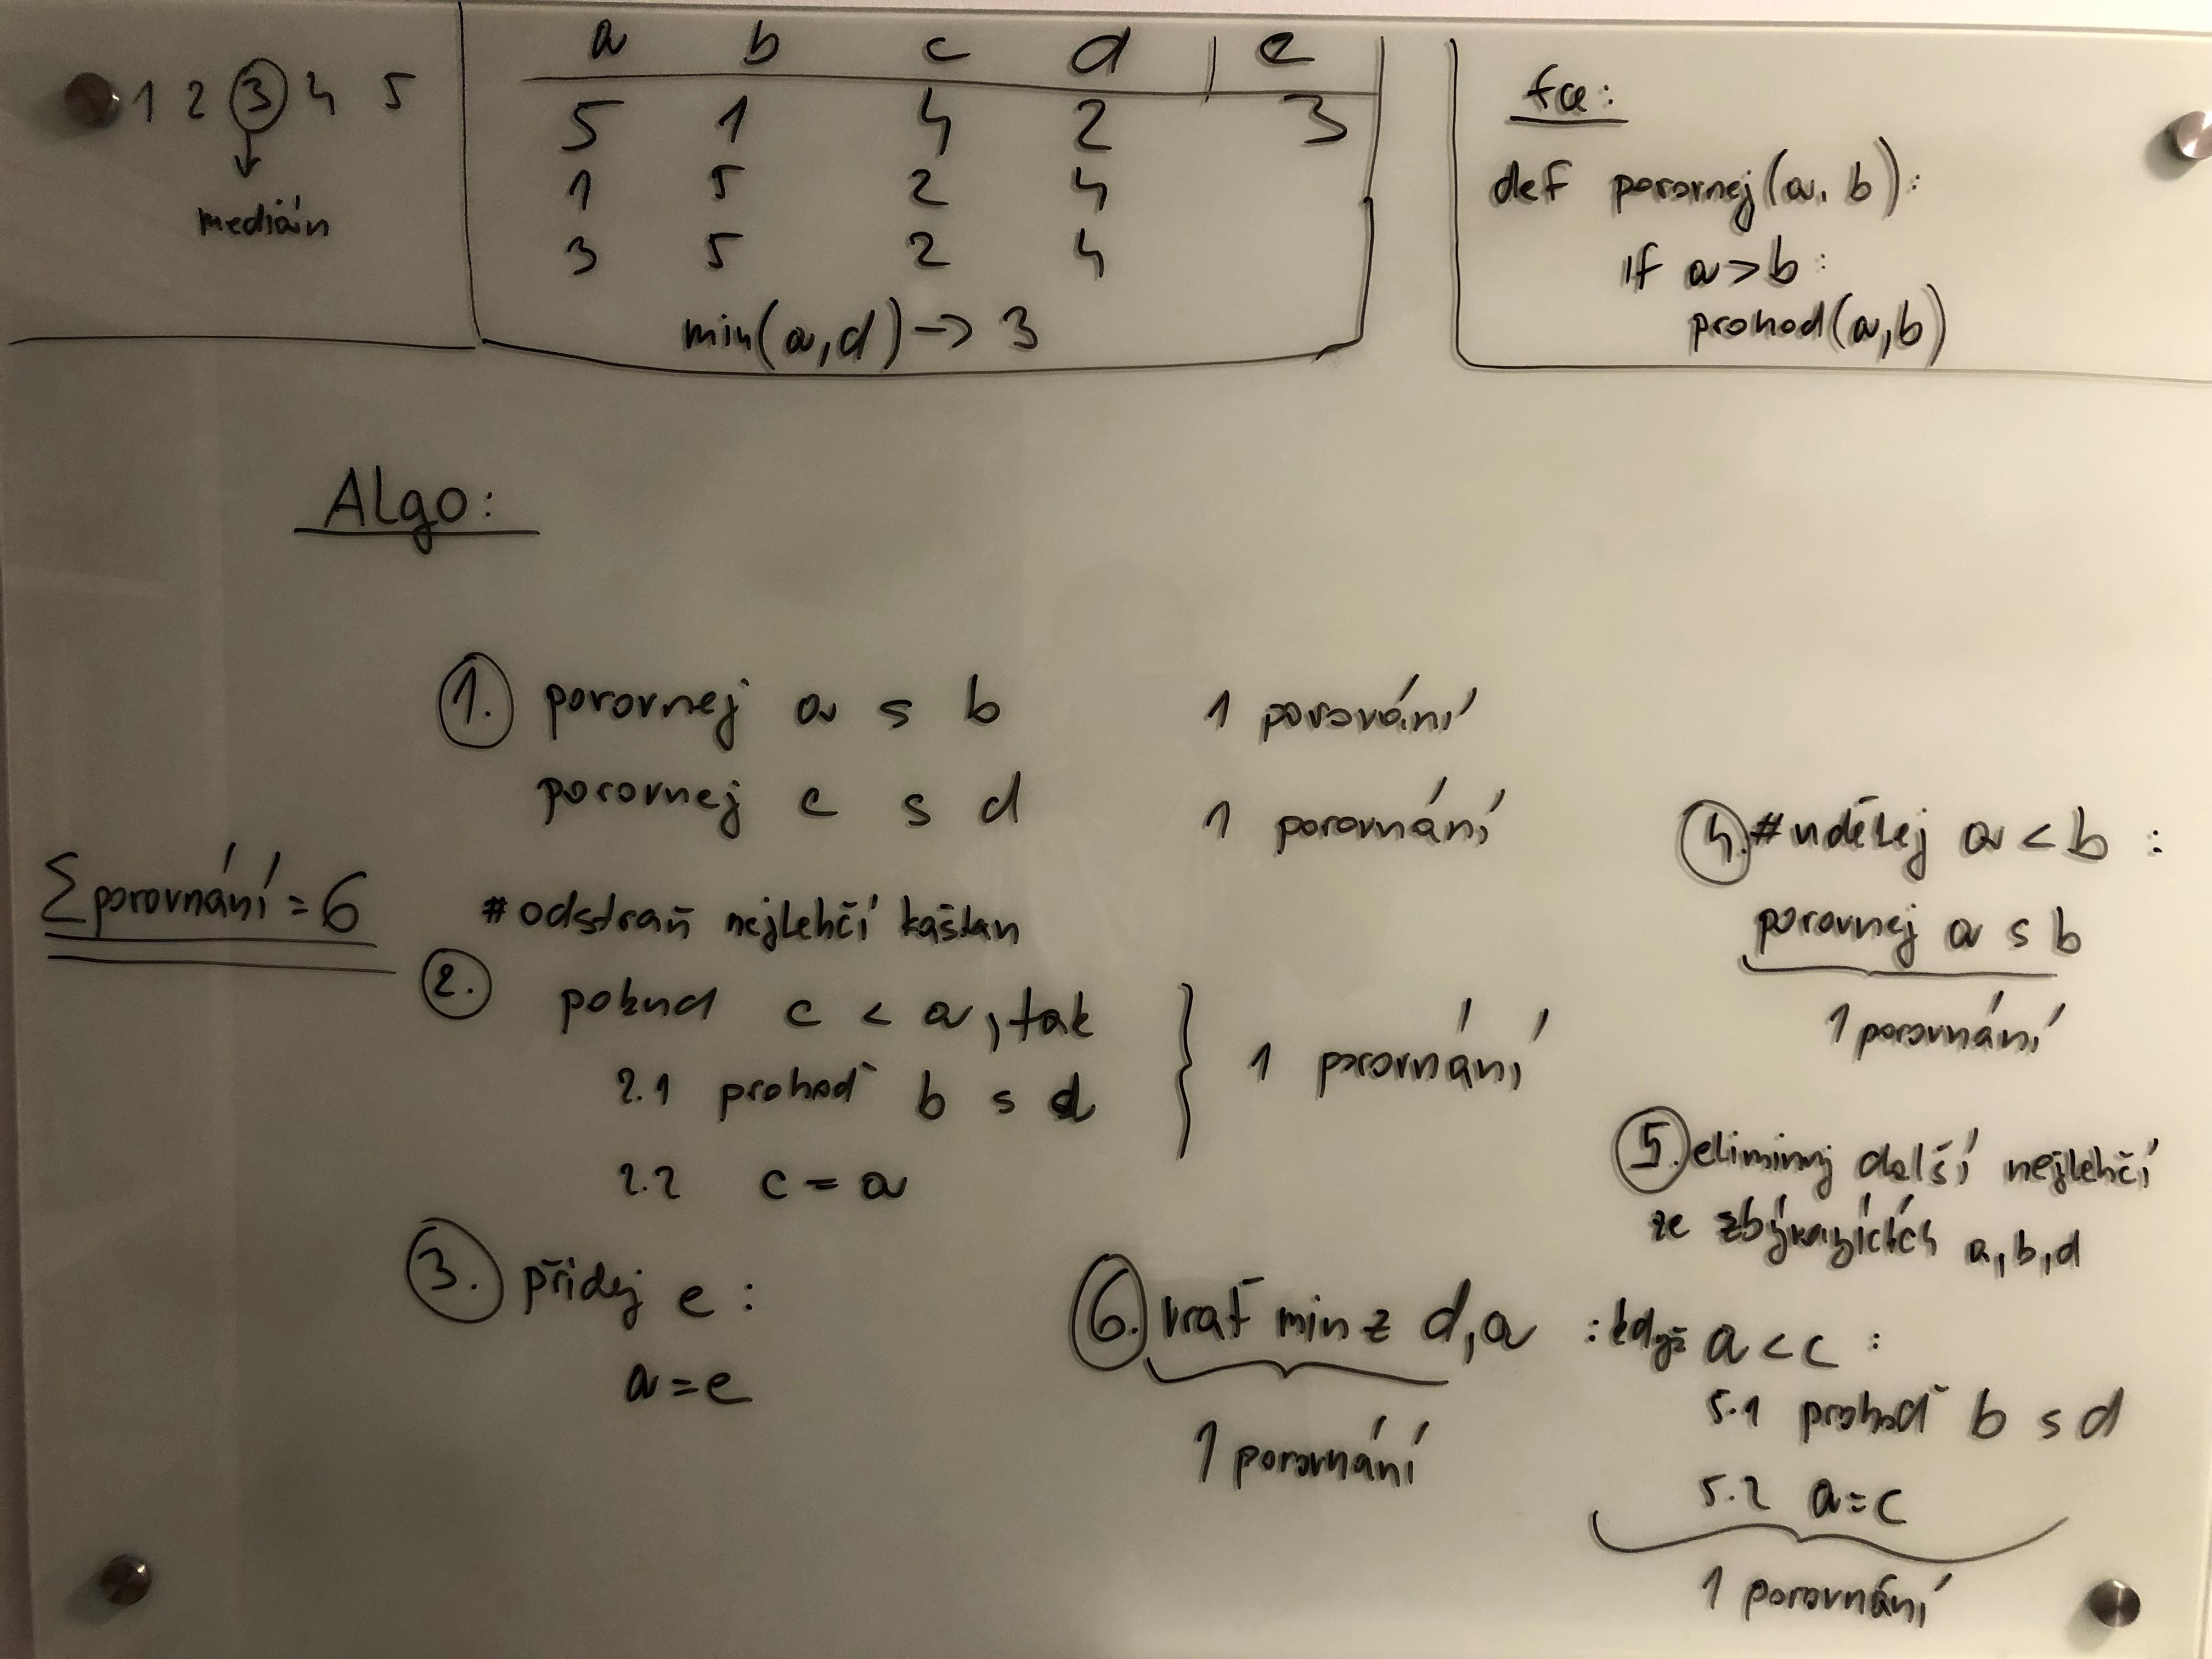 1 2 3 4 5
medián
a b c d | e
5 1 4 2 3
1 5 2 4
3 5 2 4
min(a,d) -> 3
fce:
def porovnej(a, b):
if a>b:
prohod(a,b)
Algo:
1. porovnej a s b 1 porování
porovnej c s d 1 porovnání
Σ porovnání = 6
#odstraň nejlehčí kaštan
2. pokud c < a, tak
2.1 prohoď b s d
2.2 c = a
1 porovnání
3. přidej e :
a = e
4. #udělej a < b :
porovnej a s b
1 porovnání
5. eliminuj další nejlehčí
ze zbývajících a, b, d
: když a < c :
5.1 prohoď b s d
5.2 a = c
1 porovnání
6. vrať min z d, a
1 porovnání